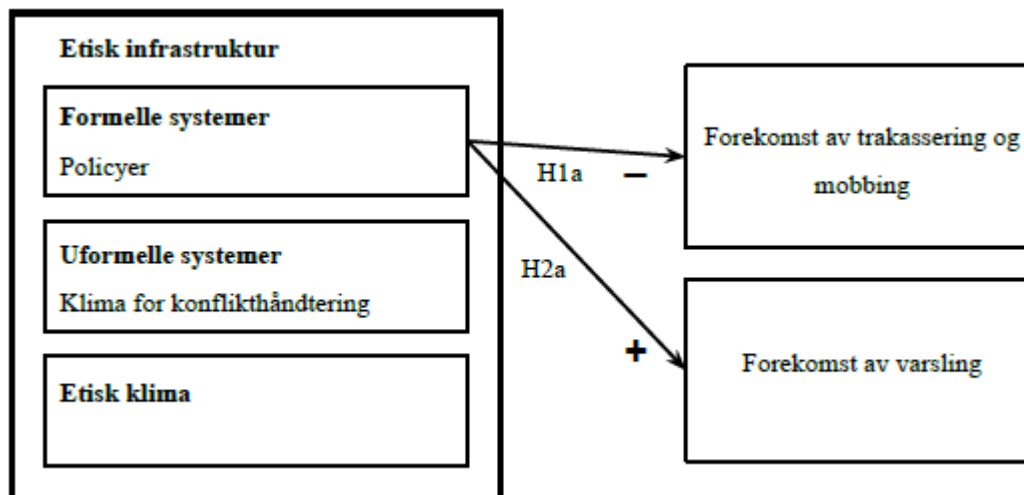 Etisk infrastruktur
Formelle systemer
Policyer
Uformelle systemer
Klima for konflikthåndtering
Etisk klima
H1a −
H2a
+
Forekomst av trakassering og
mobbing
Forekomst av varsling